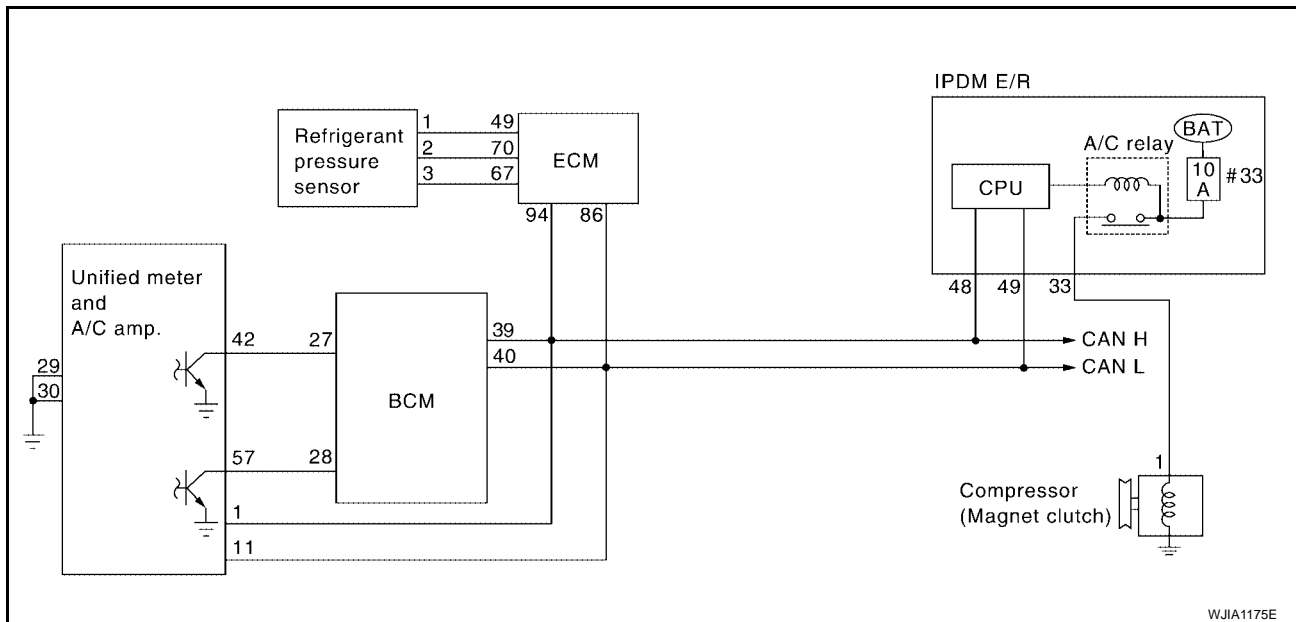 IPDM E/R
BAT
A/C relay
10
A
#33
CPU
48
49
33
Refrigerant
pressure
sensor
1
2
3
49
70
67
ECM
94
86
Unified meter
and
A/C amp.
29
30
42
57
1
11
27
28
BCM
39
40
CAN H
CAN L
1
Compressor
(Magnet clutch)
WJIA1175E